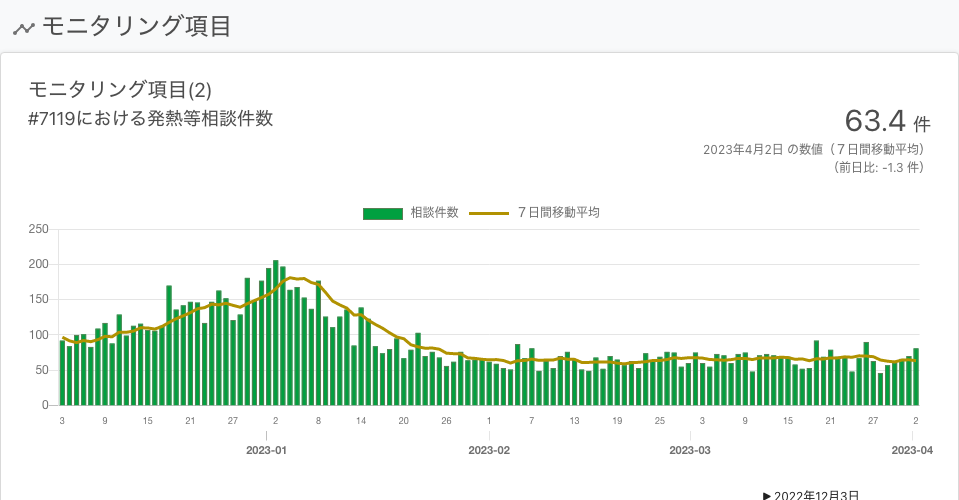 モニタリング項目
モニタリング項目(2)
#7119における発熱等相談件数
63.4 件
2023年4月2日 の数値（７日間移動平均）
（前日比: -1.3 件）
相談件数 ７日間移動平均
250
200
150
100
50
0
3 9 15 21 27 2 8 14 20 26 1 7 13 19 25 3 9 15 21 27 2
2023-01 2023-02 2023-03 2023-04
▶ 2022年12月3日